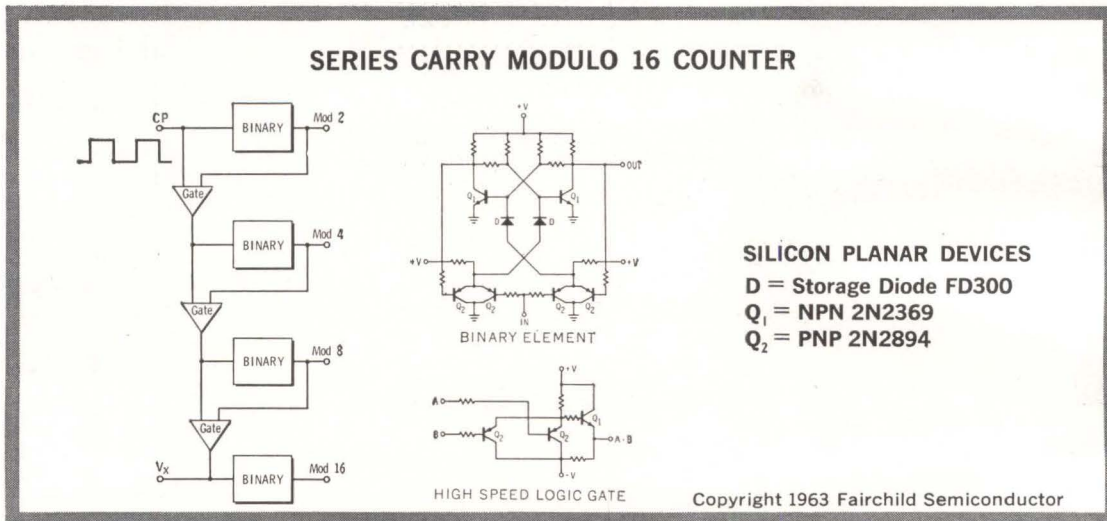 SERIES CARRY MODULO 16 COUNTER
CP
BINARY
Mod 2
Gate
BINARY
Mod 4
Gate
BINARY
Mod 8
Gate
Vx
BINARY
Mod 16
+V
OUT
Q1
Q1
D
D
+V
+V
Q2
Q2
Q2
Q2
IN
BINARY ELEMENT
+V
A
B
Q2
Q2
Q1
A·B
-V
HIGH SPEED LOGIC GATE
SILICON PLANAR DEVICES
D = Storage Diode FD300
Q1 = NPN 2N2369
Q2 = PNP 2N2894
Copyright 1963 Fairchild Semiconductor